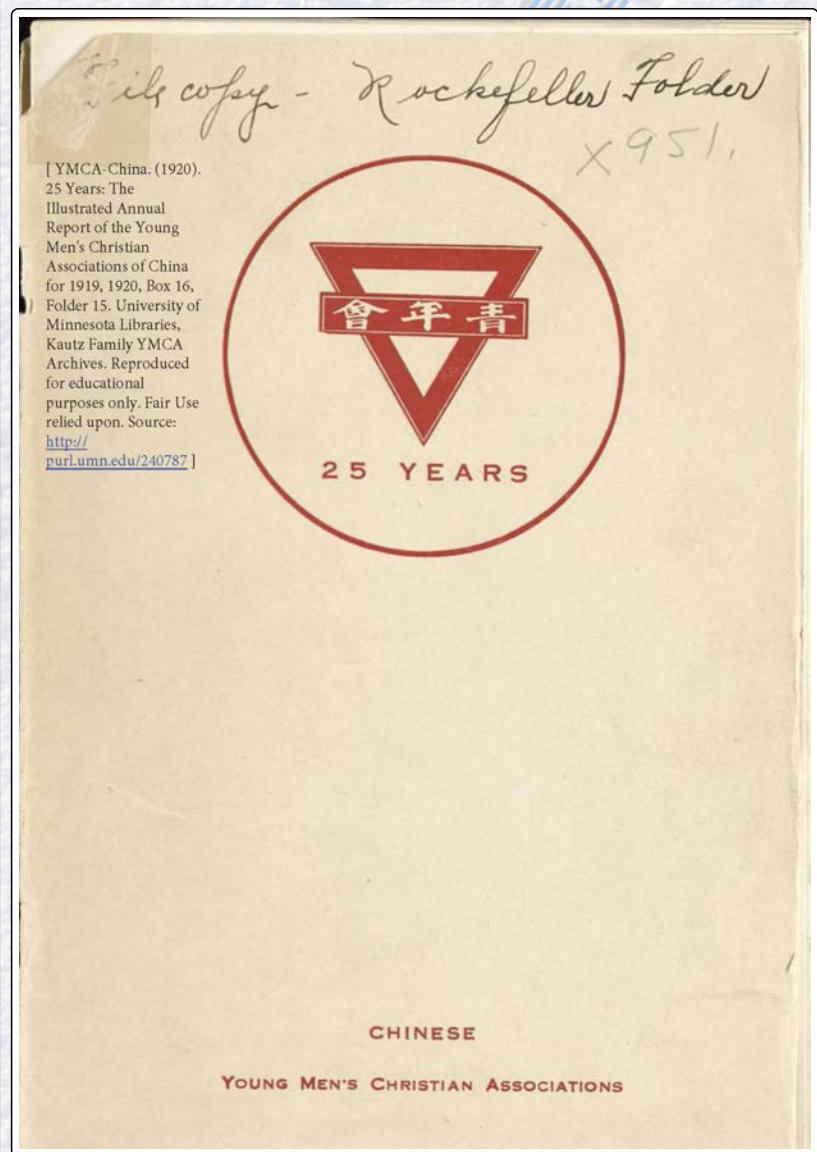 File copy - Rockefeller Folder
X951.
[ YMCA-China. (1920).
25 Years: The
Illustrated Annual
Report of the Young
Men's Christian
Associations of China
for 1919, 1920, Box 16,
Folder 15. University of
Minnesota Libraries,
Kautz Family YMCA
Archives. Reproduced
for educational
purposes only. Fair Use
relied upon. Source:
http://
purl.umn.edu/240787 ]
會年青
25 YEARS
CHINESE
YOUNG MEN'S CHRISTIAN ASSOCIATIONS